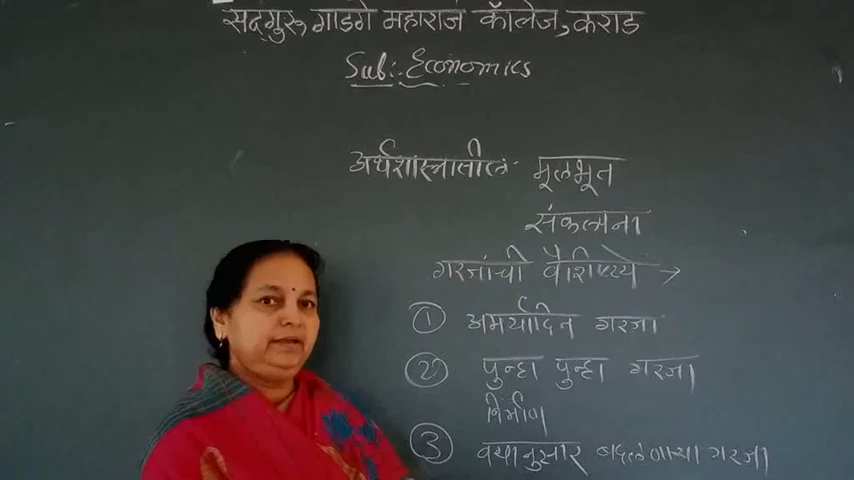 सदगुरु गाडगे महाराज कॉलेज, कराड
Sub:- Economics
अर्थशास्त्रातील मूलभूत
संकल्पना
गरजांची वैशिष्ट्ये →
① अमर्यादित गरजा
② पुन्हा पुन्हा गरजा
निर्माण
③ वयानुसार बदलणाऱ्या गरजा